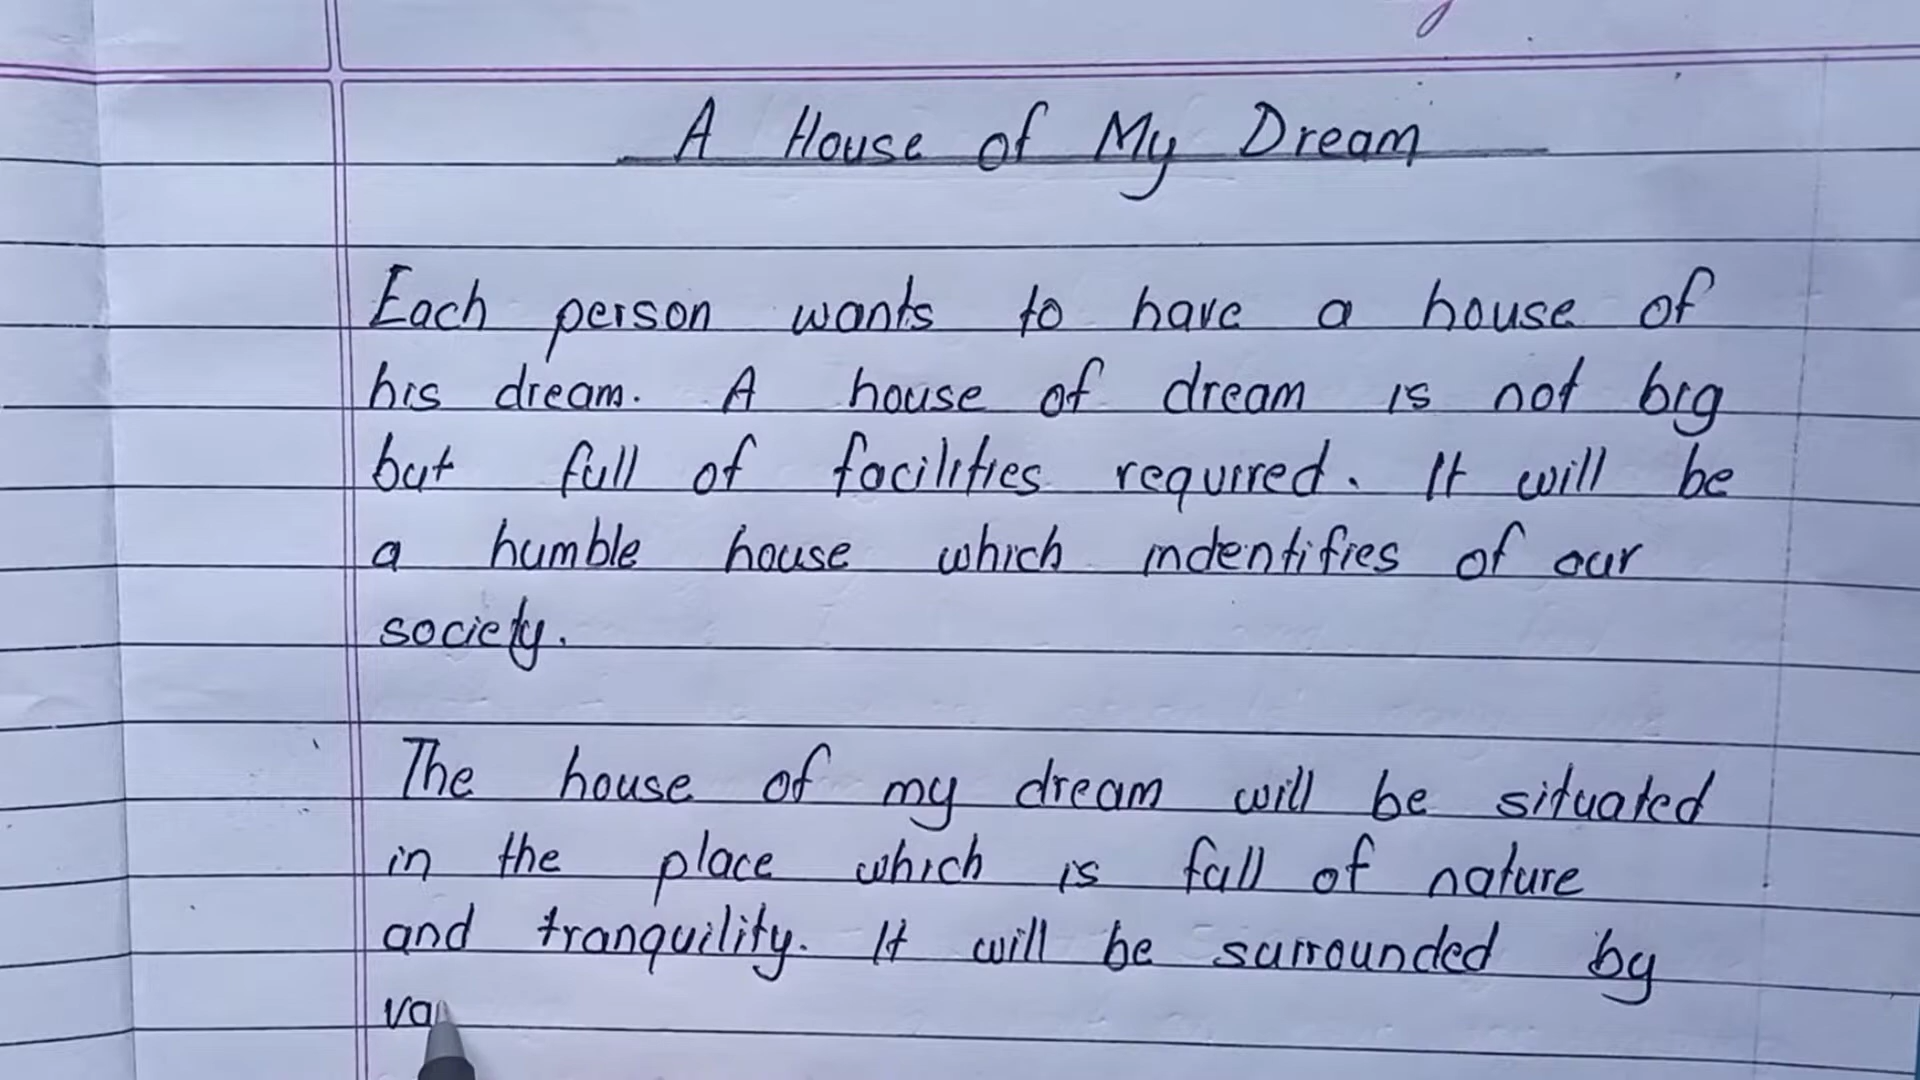 A House of My Dream
Each person wants to have a house of
his dream. A house of dream is not big
but full of facilities required. It will be
a humble house which indentifies of our
society.
The house of my dream will be situated
in the place which is full of nature
and tranquility. It will be surrounded by